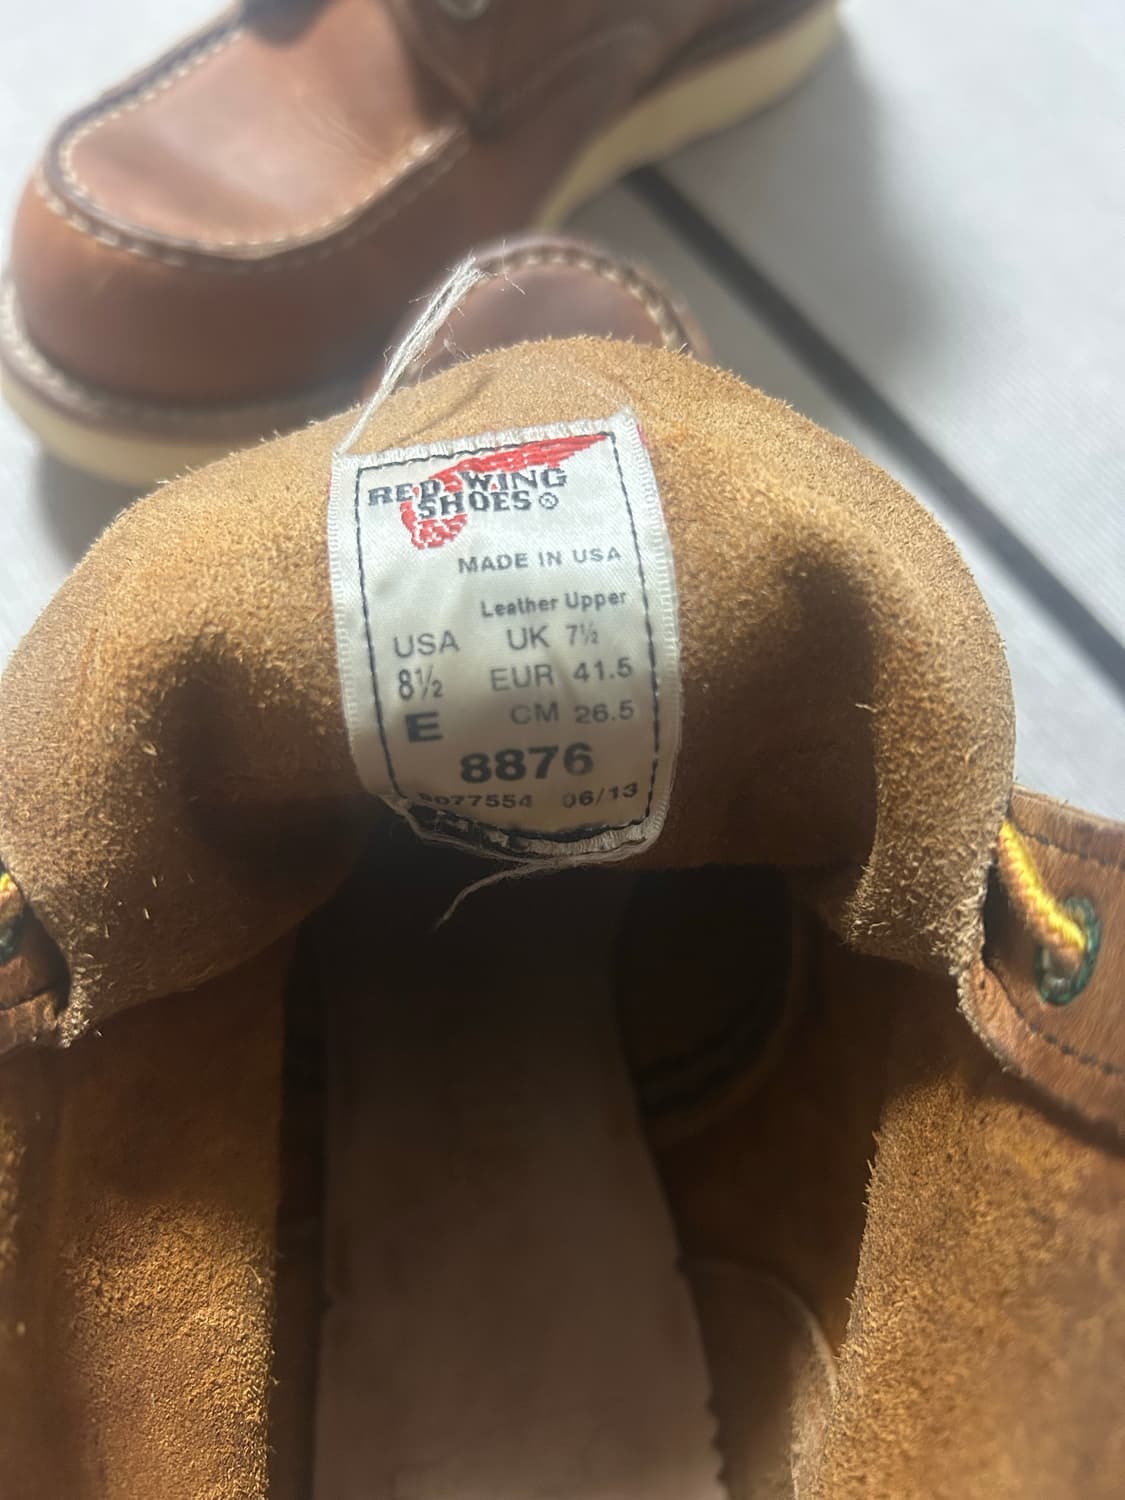 RED WING
SHOES®
MADE IN USA
Leather Upper
USA UK 7½
8½ EUR 41.5
E CM 26.5
8876
06/13